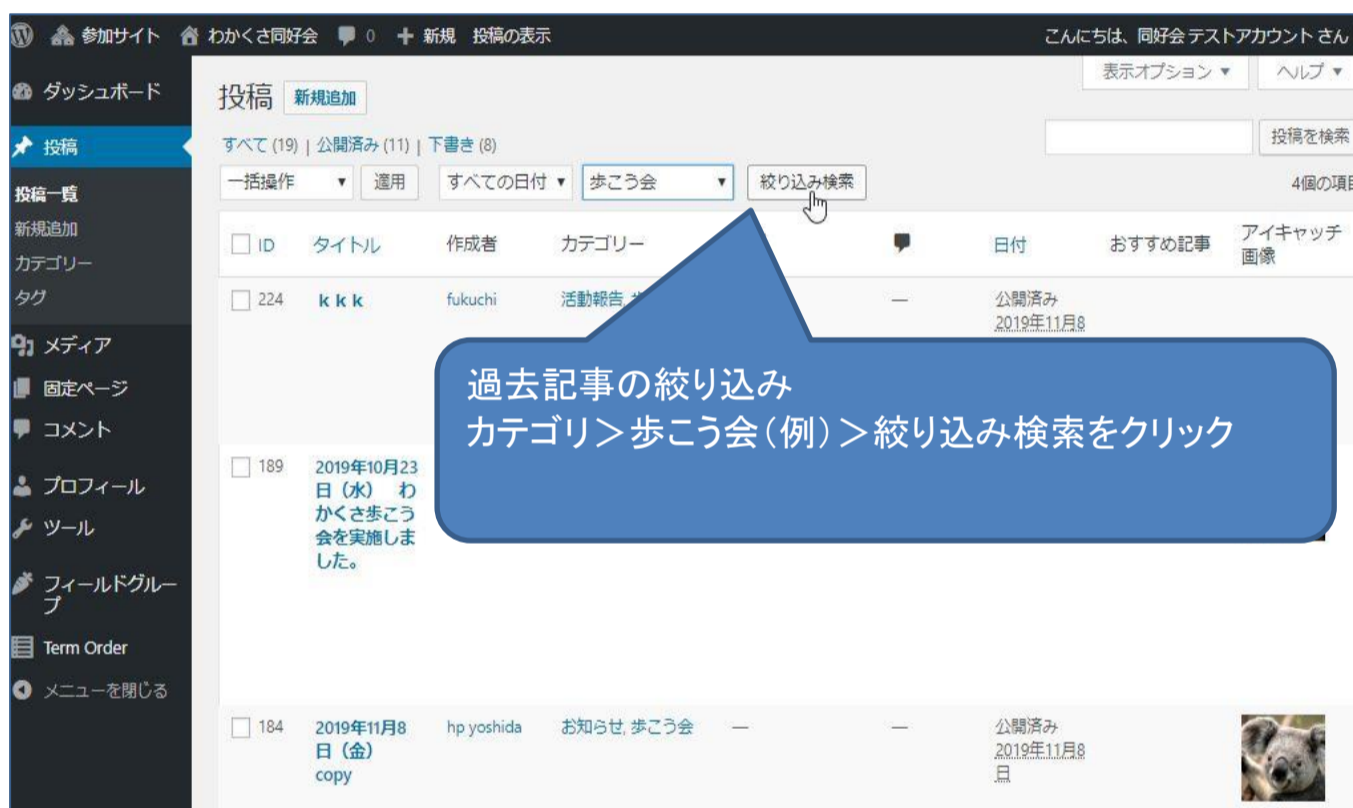 参加サイト わかくさ同好会 0 新規 投稿の表示 こんにちは、同好会 テストアカウント さん
ダッシュボード
投稿
投稿一覧
新規追加
カテゴリー
タグ
メディア
固定ページ
コメント
プロフィール
ツール
フィールドグルー
プ
Term Order
メニューを閉じる
表示オプション ▼ ヘルプ ▼
投稿 新規追加
すべて (19) | 公開済み (11) | 下書き (8)
投稿を検索
一括操作 ▼ 適用 すべての日付 ▼ 歩こう会 ▼ 絞り込み検索
4個の項目
ID タイトル 作成者 カテゴリー 日付 おすすめ記事 アイキャッチ
画像
224 ｋｋｋ fukuchi 活動報告, — 公開済み
2019年11月8
過去記事の絞り込み
カテゴリ＞歩こう会（例）＞絞り込み検索をクリック
189 2019年10月23
日（水） わ
かくさ歩こう
会を実施しま
した。
184 2019年11月8
日（金）
copy
hp yoshida お知らせ, 歩こう会 — — 公開済み
2019年11月8
日